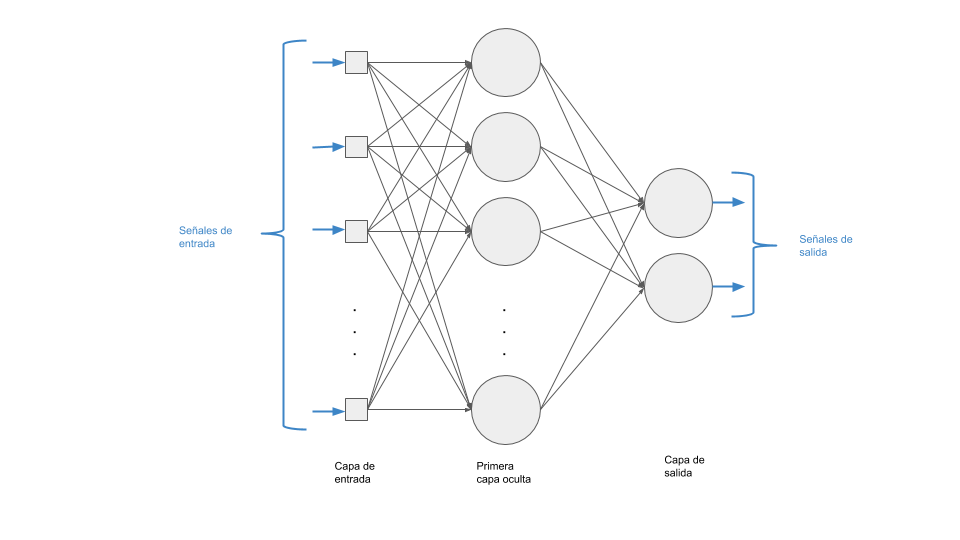 Señales de
entrada
Señales de
salida
Capa de
entrada
Primera
capa oculta
Capa de
salida